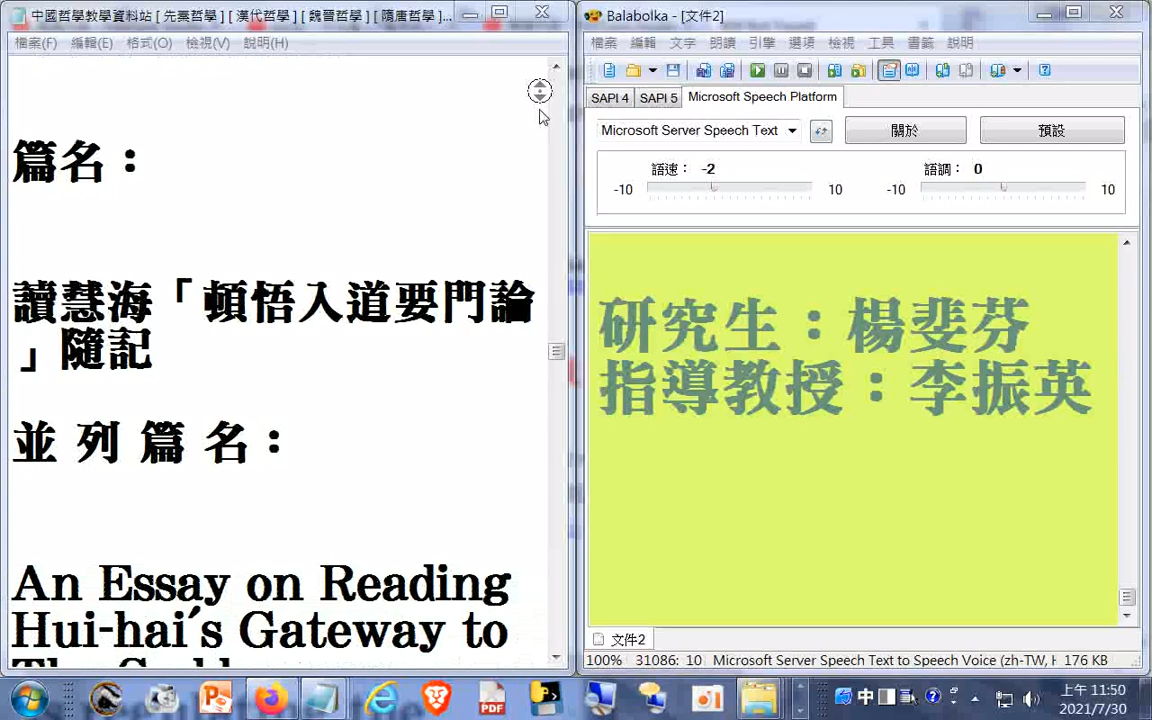 中國哲學教學資料站 [ 先秦哲學 ] [ 漢代哲學 ] [ 魏晉哲學 ] [ 隋唐哲學 ]...
檔案(F) 編輯(E) 格式(O) 檢視(V) 說明(H)
篇名：
讀慧海「頓悟入道要門論
」隨記
並 列 篇 名：
An Essay on Reading
Hui-hai's Gateway to
Balabolka - [文件2]
檔案 編輯 文字 朗讀 引擎 選項 檢視 工具 書籤 說明
SAPI 4 SAPI 5 Microsoft Speech Platform
Microsoft Server Speech Text 關於 預設
語速： -2 語調： 0
-10 10 -10 10
研究生：楊斐芬
指導教授：李振英
文件2
100% 31086: 10 Microsoft Server Speech Text to Speech Voice (zh-TW, H 176 KB
中
上午 11:50
2021/7/30